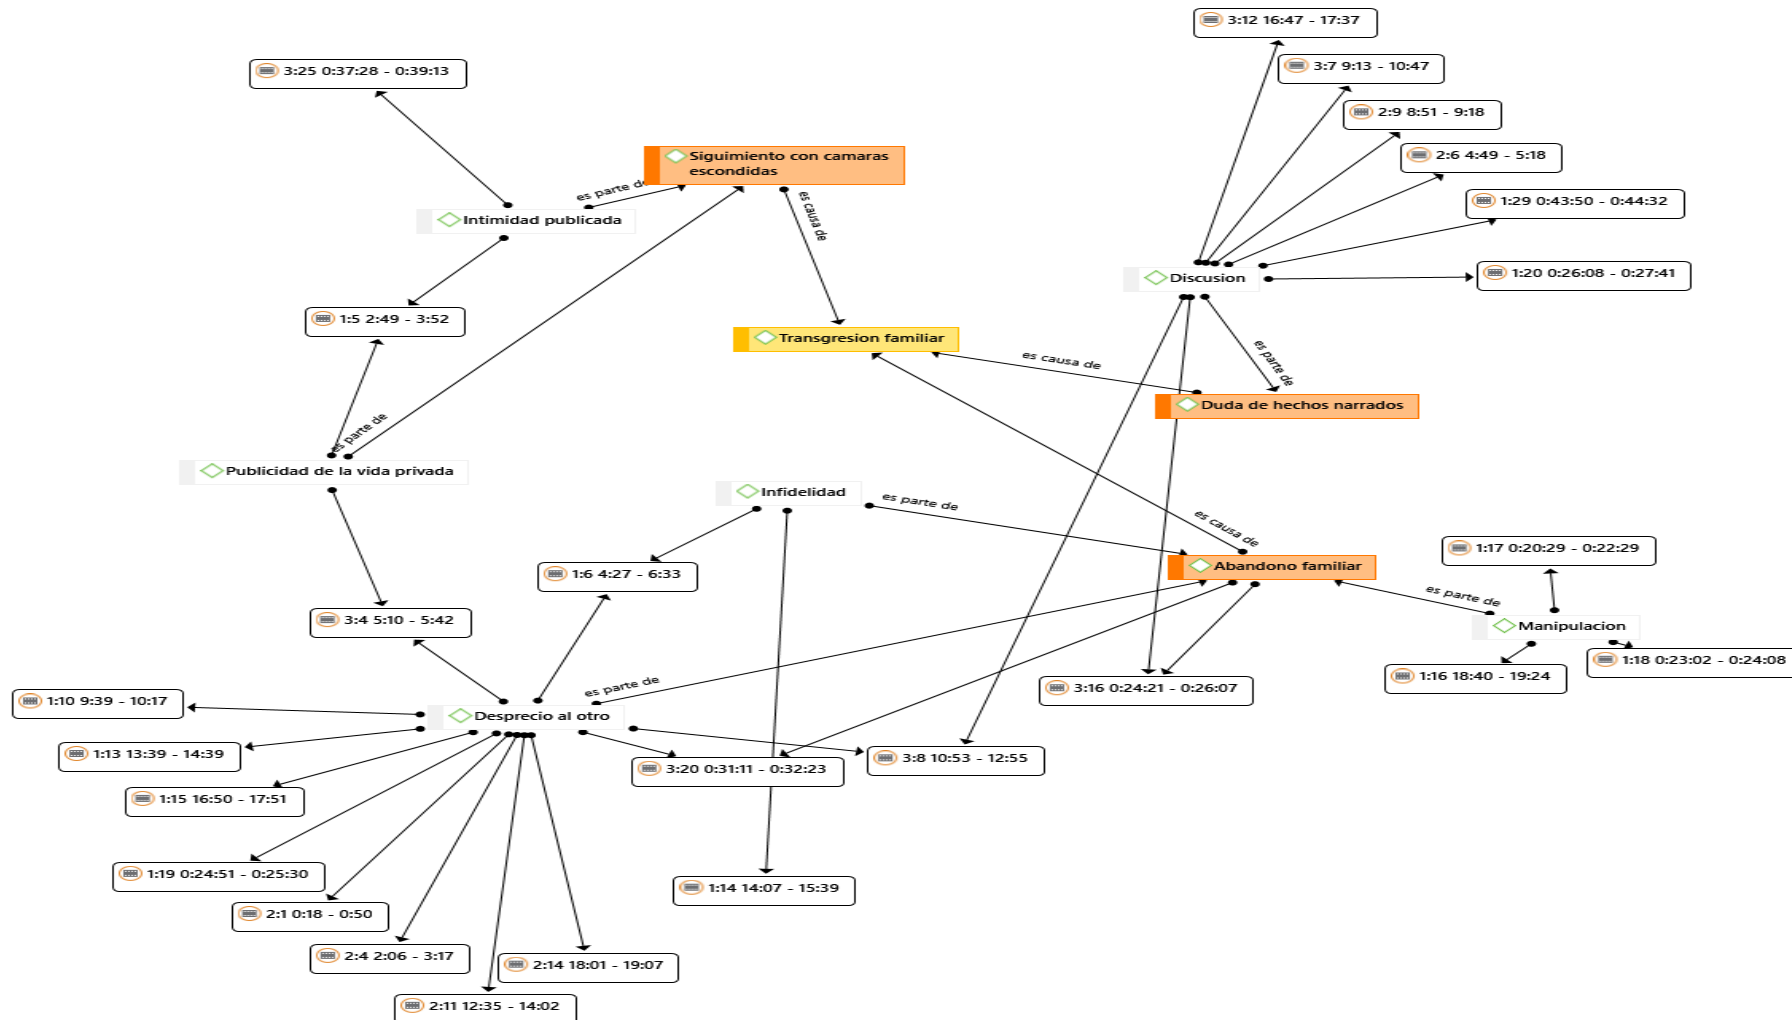 3:12 16:47 - 17:37
3:25 0:37:28 - 0:39:13
3:7 9:13 - 10:47
2:9 8:51 - 9:18
2:6 4:49 - 5:18
Siguimiento con camaras
escondidas
es parte de
es causa de
Intimidad publicada
1:29 0:43:50 - 0:44:32
1:20 0:26:08 - 0:27:41
Discusion
1:5 2:49 - 3:52
Transgresion familiar
es causa de
es parte de
Duda de hechos narrados
es parte de
Publicidad de la vida privada
Infidelidad
es parte de
es causa de
1:17 0:20:29 - 0:22:29
Abandono familiar
1:6 4:27 - 6:33
es parte de
3:4 5:10 - 5:42
Manipulacion
1:18 0:23:02 - 0:24:08
1:16 18:40 - 19:24
3:16 0:24:21 - 0:26:07
es parte de
1:10 9:39 - 10:17
Desprecio al otro
1:13 13:39 - 14:39
3:8 10:53 - 12:55
3:20 0:31:11 - 0:32:23
1:15 16:50 - 17:51
1:19 0:24:51 - 0:25:30
1:14 14:07 - 15:39
2:1 0:18 - 0:50
2:4 2:06 - 3:17
2:14 18:01 - 19:07
2:11 12:35 - 14:02